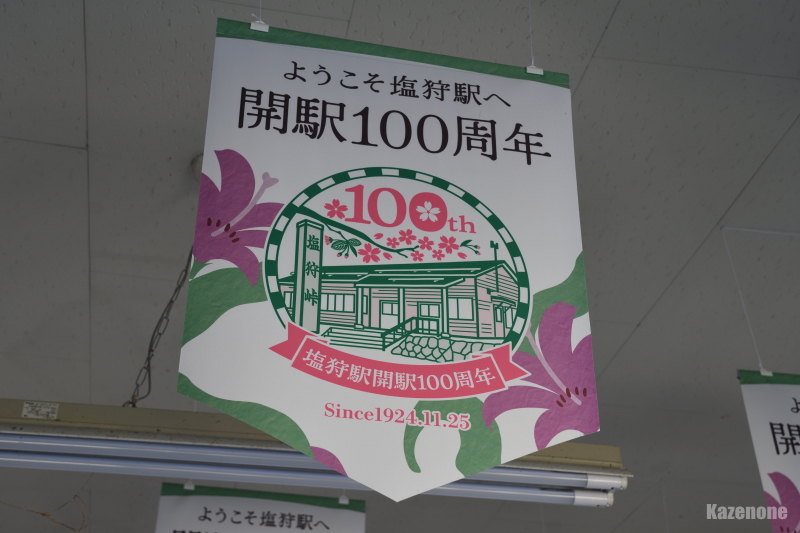 ようこそ塩狩駅へ
開駅100周年
100th
塩狩峠
塩狩駅開駅100周年
Since1924.11.25
ようこそ塩狩駅へ
Kazenone